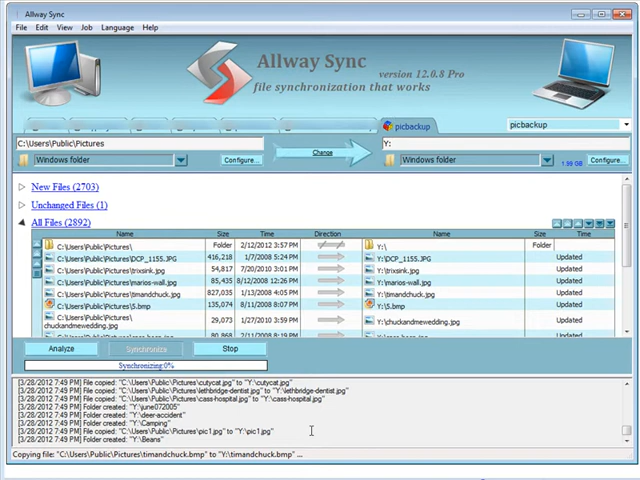 Allway Sync
File Edit View Job Language Help
Allway Sync
version 12.0.8 Pro
file synchronization that works
picbackup
picbackup
C:\Users\Public\Pictures
Change
Y:
Windows folder
Configure...
Windows folder
1.99 GB
Configure...
New Files (2703)
Unchanged Files (1)
All Files (2892)
Name Size Time Direction Name Size Time
C:\Users\Public\Pictures\ Folder 2/12/2012 3:57 PM Y:\ Folder
C:\Users\Public\Pictures\DCP_1155.JPG 416,218 1/7/2008 5:24 PM Y:\DCP_1155.JPG Updated
C:\Users\Public\Pictures\trixsink.jpg 54,817 7/20/2010 3:01 PM Y:\trixsink.jpg Updated
C:\Users\Public\Pictures\marios-wall.jpg 85,435 8/12/2008 12:26 PM Y:\marios-wall.jpg Updated
C:\Users\Public\Pictures\timandchuck.jpg 827,035 1/13/2008 4:05 PM Y:\timandchuck.jpg Updated
C:\Users\Public\Pictures\5.bmp 135,074 8/11/2008 8:07 PM Y:\5.bmp Updated
C:\Users\Public\Pictures\chuckandmewedding.jpg 29,073 1/27/2010 3:59 PM Y:\chuckandmewedding.jpg Updated
Analyze
Synchronize
Stop
Synchronizing:0%
[3/28/2012 7:49 PM] File copied: "C:\Users\Public\Pictures\cutycat.jpg" to "Y:\cutycat.jpg"
[3/28/2012 7:49 PM] File copied: "C:\Users\Public\Pictures\lethbridge-dentist.jpg" to "Y:\lethbridge-dentist.jpg"
[3/28/2012 7:49 PM] File copied: "C:\Users\Public\Pictures\cass-hospital.jpg" to "Y:\cass-hospital.jpg"
[3/28/2012 7:49 PM] Folder created: "Y:\june072005"
[3/28/2012 7:49 PM] Folder created: "Y:\deer-accident"
[3/28/2012 7:49 PM] Folder created: "Y:\Camping"
[3/28/2012 7:49 PM] File copied: "C:\Users\Public\Pictures\pic1.jpg" to "Y:\pic1.jpg"
[3/28/2012 7:49 PM] Folder created: "Y:\Beans"
Copying file: "C:\Users\Public\Pictures\timandchuck.bmp" to "Y:\timandchuck.bmp" ...